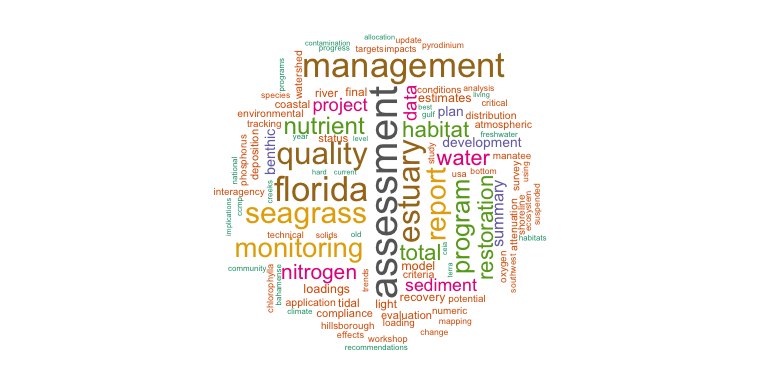 allocation
contamination
update
progress
targets
impacts
pyrodinium
management
programs
watershed
species
river
final
data
conditions
analysis
estimates
living
critical
coastal
project
best
gulf
plan
distribution
environmental
tracking
nutrient
habitat
atmospheric
year
status
level
freshwater
development
national
phosphorus
deposition
benthic
quality
assessment
estuary
study
water
manatee
hard
current
usa
bottom
survey
using
interagency
creeks
florida
report
program
restoration
summary
ccmp
implications
seagrass
attenuation
shoreline
ecosystem
suspended
technical
solids
old
monitoring
total
ceia
habitats
community
chlorophyll
bahamense
nitrogen
trends
model
criteria
terra
oxygen
southwest
loadings
sediment
application
tidal
light
recovery
potential
climate
compliance
evaluation
numeric
hillsborough
loading
mapping
effects
workshop
change
recommendations